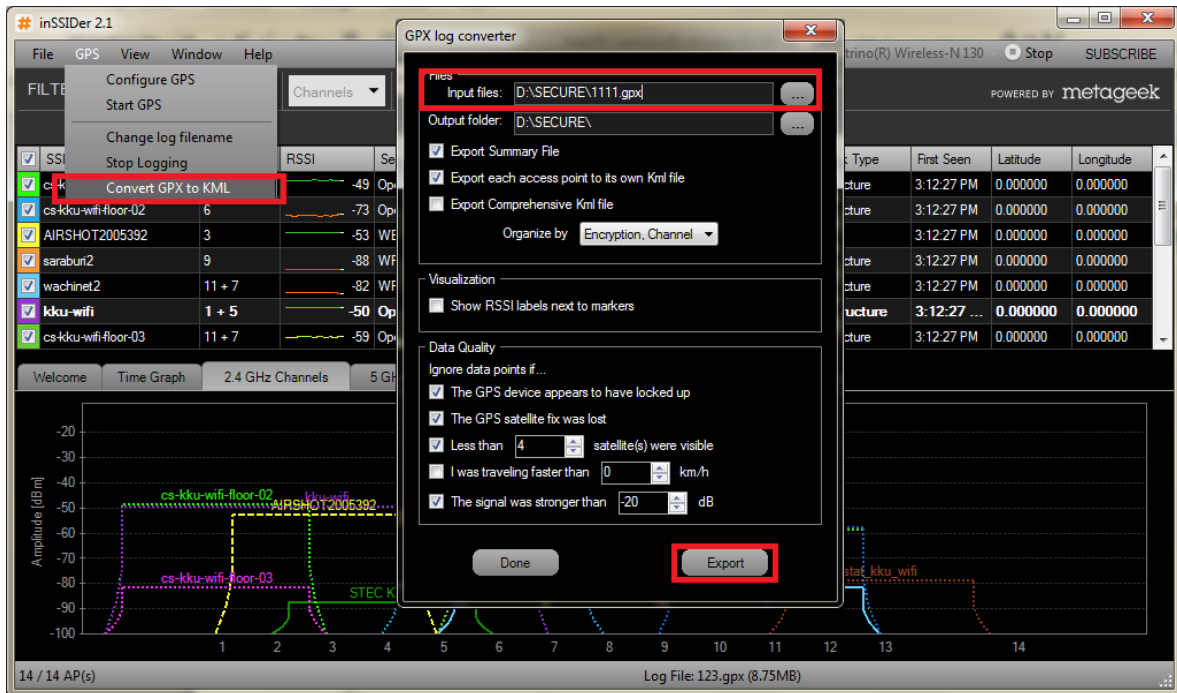 inSSIDer 2.1
File GPS View Window Help
trino(R) Wireless-N 130 Stop SUBSCRIBE
Configure GPS
Start GPS
Change log filename
Stop Logging
Convert GPX to KML
FILTE
Channels
POWERED BY metageek
SSI RSSI Se Type First Seen Latitude Longitude
cs-k -49 Ope cture 3:12:27 PM 0.000000 0.000000
cs-kku-wifi-floor-02 6 -73 Ope cture 3:12:27 PM 0.000000 0.000000
AIRSHOT2005392 3 -53 WE 3:12:27 PM 0.000000 0.000000
saraburi2 9 -88 WP cture 3:12:27 PM 0.000000 0.000000
wachinet2 11 + 7 -82 WP cture 3:12:27 PM 0.000000 0.000000
kku-wifi 1 + 5 -50 Op ucture 3:12:27 ... 0.000000 0.000000
cs-kku-wifi-floor-03 11 + 7 -59 Ope cture 3:12:27 PM 0.000000 0.000000
GPX log converter
Files
Input files: D:\SECURE\1111.gpx ...
Output folder: D:\SECURE\ ...
Export Summary File
Export each access point to its own Kml file
Export Comprehensive Kml file
Organize by Encryption, Channel
Visualization
Show RSSI labels next to markers
Data Quality
Ignore data points if...
The GPS device appears to have locked up
The GPS satellite fix was lost
Less than 4 satellite(s) were visible
I was traveling faster than 0 km/h
The signal was stronger than -20 dB
Done Export
Welcome Time Graph 2.4 GHz Channels 5 GH
Amplitude [dBm]
-20
-30
-40
-50
-60
-70
-80
-90
-100
cs-kku-wifi-floor-02
kku-wifi
AIRSHOT2005392
cs-kku-wifi-floor-03
STEC K
stat_kku_wifi
1 2 3 4 5 6 7 8 9 10 11 12 13 14
14 / 14 AP(s)
Log File: 123.gpx (8.75MB)